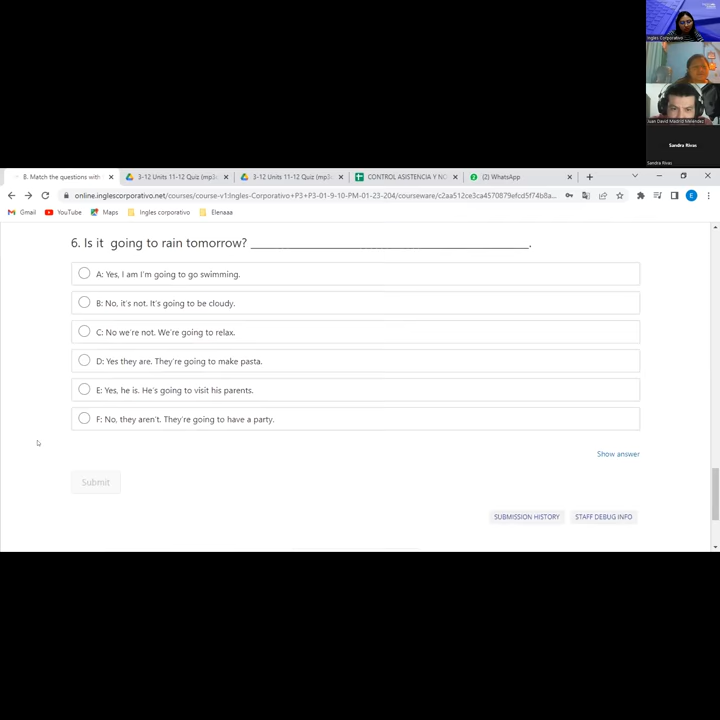 Ingles Corporativo
Juan David Madrid Melendez
Sandra Rivas
Sandra Rivas
B. Match the questions with
3-12 Units 11-12 Quiz (mp3
3-12 Units 11-12 Quiz (mp3
CONTROL ASISTENCIA Y NO
(2) WhatsApp
online.inglescorporativo.net/courses/course-v1:Ingles-Corporativo+P3+P3-01-9-10-PM-01-23-204/courseware/c2aa512ce3ca4570879efcd5f74b8a...
E
Gmail
YouTube
Maps
Ingles corporativo
Elenaaa
6. Is it going to rain tomorrow? ______________________________________________.
A: Yes, I am I'm going to go swimming.
B: No, it's not. It's going to be cloudy.
C: No we're not. We're going to relax.
D: Yes they are. They're going to make pasta.
E: Yes, he is. He's going to visit his parents.
F; No, they aren't. They're going to have a party.
Show answer
Submit
SUBMISSION HISTORY
STAFF DEBUG INFO